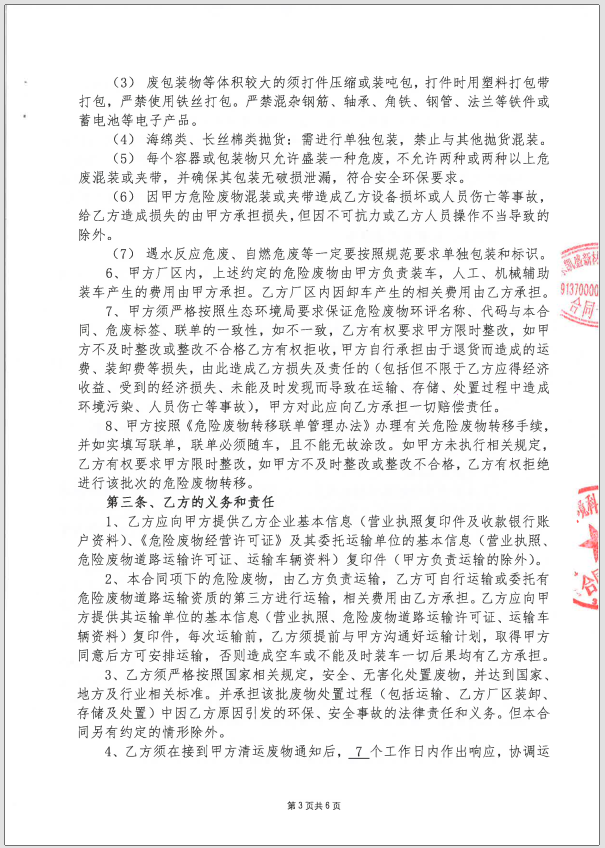 （3） 废包装物等体积较大的须打件压缩或装吨包，打件时用塑料打包带
打包，严禁使用铁丝打包。严禁混杂钢筋、轴承、角铁、钢管、法兰等铁件或
蓄电池等电子产品。
（4） 海绵类、长丝棉类抛货：需进行单独包装，禁止与其他抛货混装。
（5） 每个容器或包装物只允许盛装一种危废，不允许两种或两种以上危
废混装或夹带，并确保其包装无破损泄漏，符合安全环保要求。
（6） 因甲方危险废物混装或夹带造成乙方设备损坏或人员伤亡等事故，
给乙方造成损失的由甲方承担损失，但因不可抗力或乙方人员操作不当导致的
除外。
（7） 遇水反应危废、自燃危废等一定要按照规范要求单独包装和标识。
6、甲方厂区内，上述约定的危险废物由甲方负责装车，人工、机械辅助
装车产生的费用由甲方承担。乙方厂区内因卸车产生的相关费用由乙方承担。
7、甲方须严格按照生态环境局要求保证危险废物环评名称、代码与本合
同、危废标签、联单的一致性，如不一致，乙方有权要求甲方限时整改，如甲
方不及时整改或整改不合格乙方有权拒收，甲方自行承担由于退货而造成的运
费、装卸费等损失，由此造成乙方损失及责任的（包括但不限于乙方应得经济
收益、受到的经济损失、未能及时发现而导致在运输、存储、处置过程中造成
环境污染、人员伤亡等事故），甲方对此应向乙方承担一切赔偿责任。
8、甲方按照《危险废物转移联单管理办法》办理有关危险废物转移手续，
并如实填写联单，联单必须随车，且不能无故涂改。如甲方未执行相关规定，
乙方有权要求甲方限时整改，如甲方不及时整改或整改不合格，乙方有权拒绝
进行该批次的危险废物转移。
第三条、乙方的义务和责任
1、乙方应向甲方提供乙方企业基本信息（营业执照复印件及收款银行账
户资料）、《危险废物经营许可证》及其委托运输单位的基本信息（营业执照、
危险废物道路运输许可证、运输车辆资料）复印件（甲方负责运输的除外）。
2、本合同项下的危险废物，由乙方负责运输，乙方可自行运输或委托有
危险废物道路运输资质的第三方进行运输，相关费用由乙方承担。乙方应向甲
方提供其运输单位的基本信息（营业执照、危险废物道路运输许可证、运输车
辆资料）复印件，每次运输前，乙方须提前与甲方沟通好运输计划，取得甲方
同意后方可安排运输，否则造成空车或不能及时装车一切后果均有乙方承担。
3、乙方须严格按照国家相关规定，安全、无害化处置废物，并达到国家、
地方及行业相关标准。并承担该批废物处置过程（包括运输、乙方厂区装卸、
存储及处置）中因乙方原因引发的环保、安全事故的法律责任和义务。但本合
同另有约定的情形除外。
4、乙方须在接到甲方清运废物通知后， 7 个工作日内作出响应，协调运
第 3 页共 6 页
凯盛新材
9137000
合同
科
合同